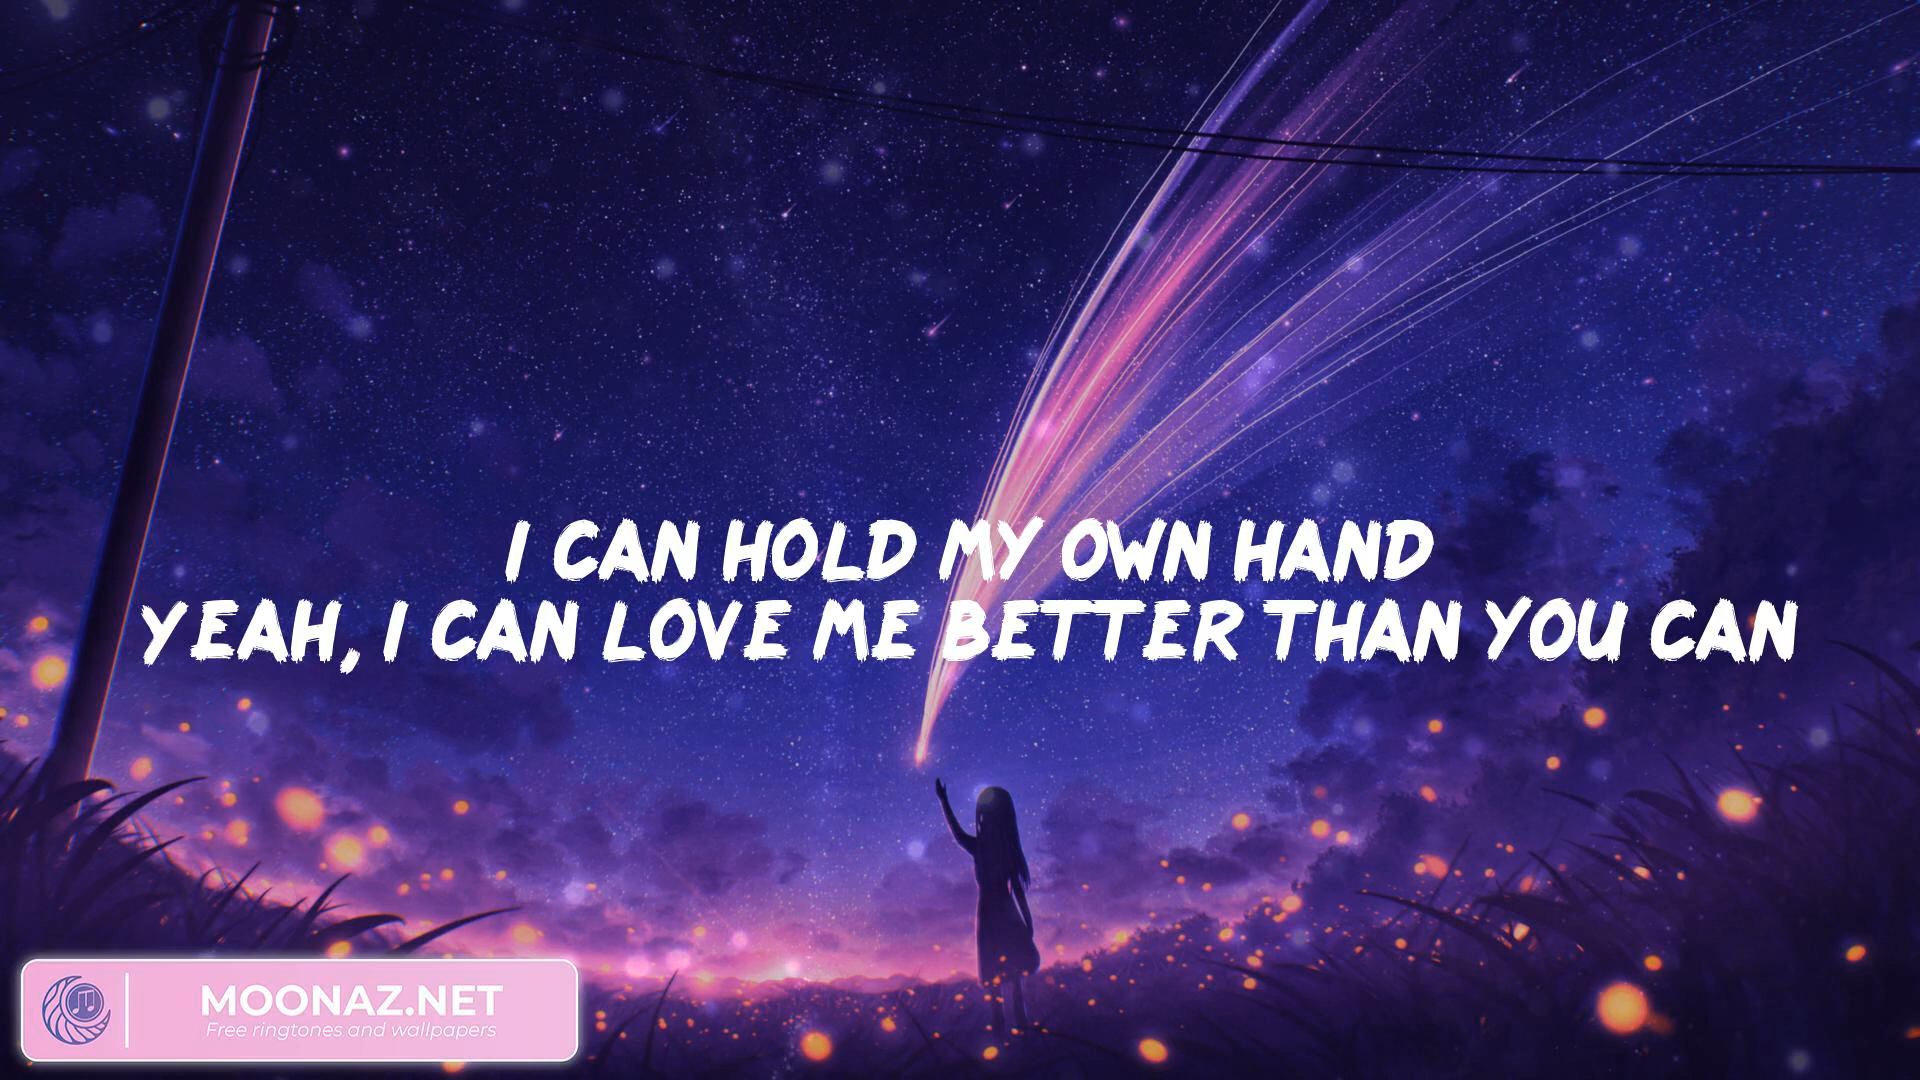 I CAN HOLD MY OWN HAND
YEAH, I CAN LOVE ME BETTER THAN YOU CAN
MOONAZ.NET
Free ringtones and wallpapers